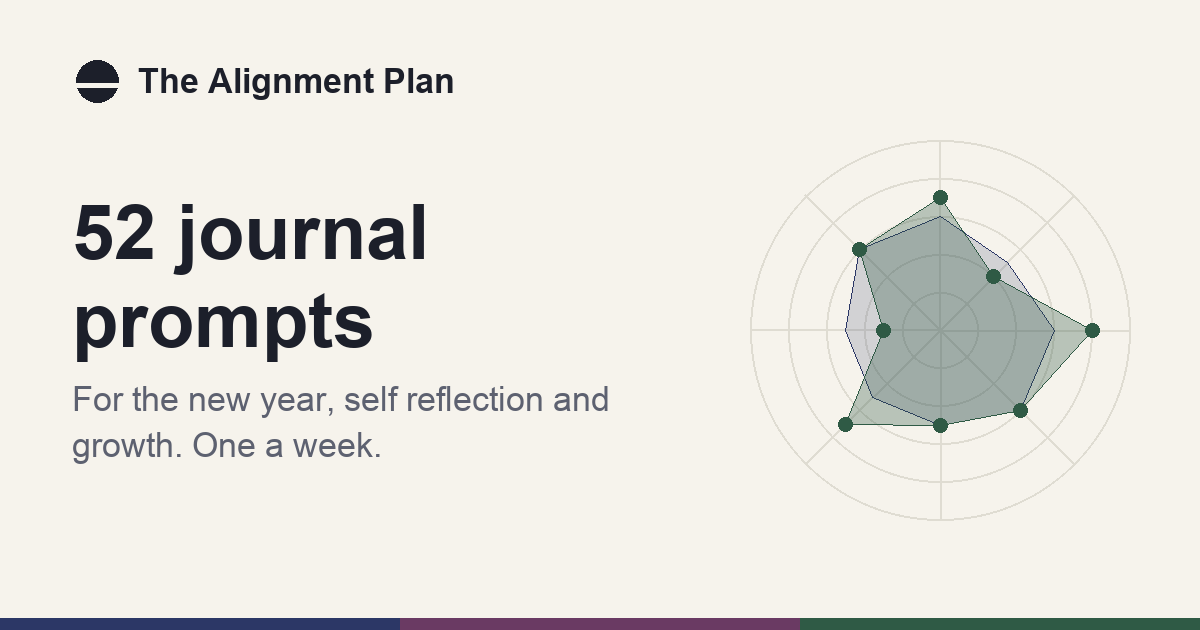 The Alignment Plan
52 journal
prompts
For the new year, self reflection and
growth. One a week.